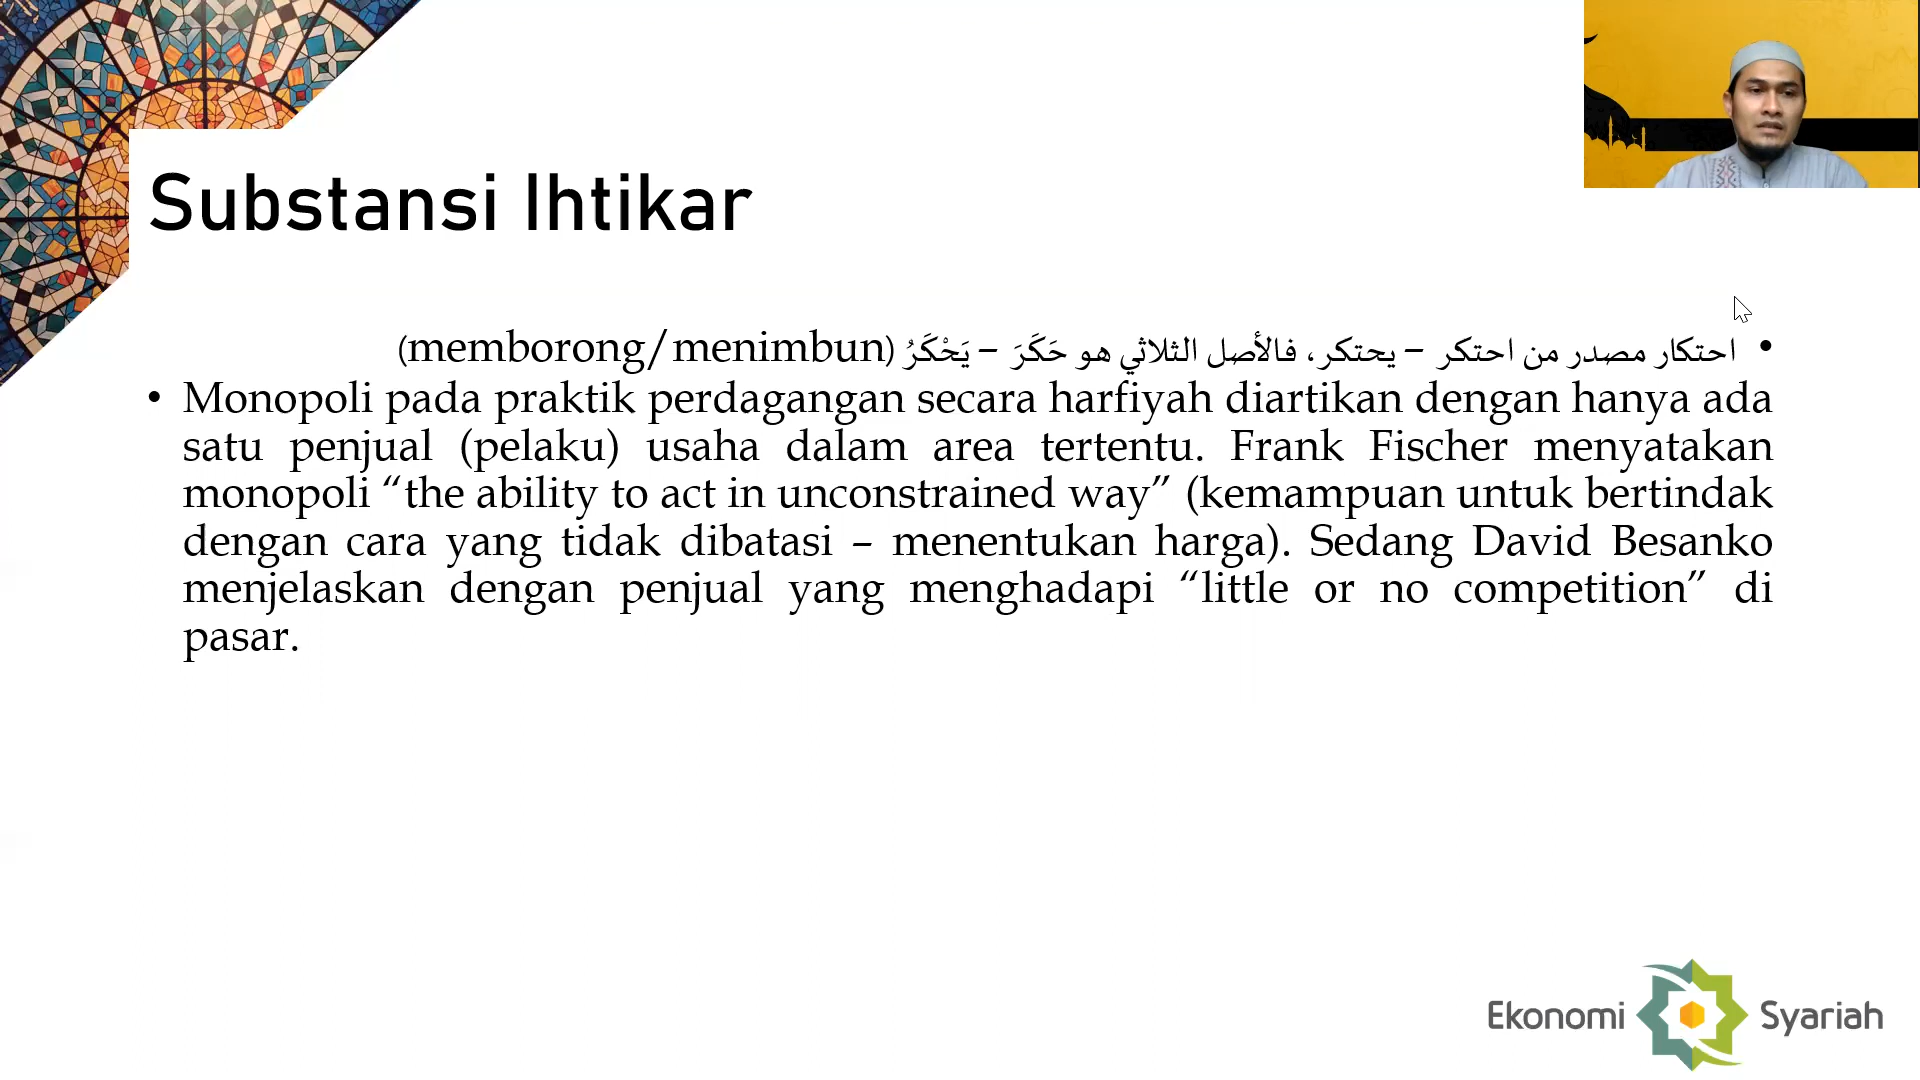 Substansi Ihtikar
• احتكار مصدر من احتكر – يحتكر، فالأصل الثلاثي هو حَكَرَ – يَحْكَرُ (memborong/menimbun)
• Monopoli pada praktik perdagangan secara harfiyah diartikan dengan hanya ada
satu penjual (pelaku) usaha dalam area tertentu. Frank Fischer menyatakan
monopoli “the ability to act in unconstrained way” (kemampuan untuk bertindak
dengan cara yang tidak dibatasi – menentukan harga). Sedang David Besanko
menjelaskan dengan penjual yang menghadapi “little or no competition” di
pasar.
Ekonomi Syariah